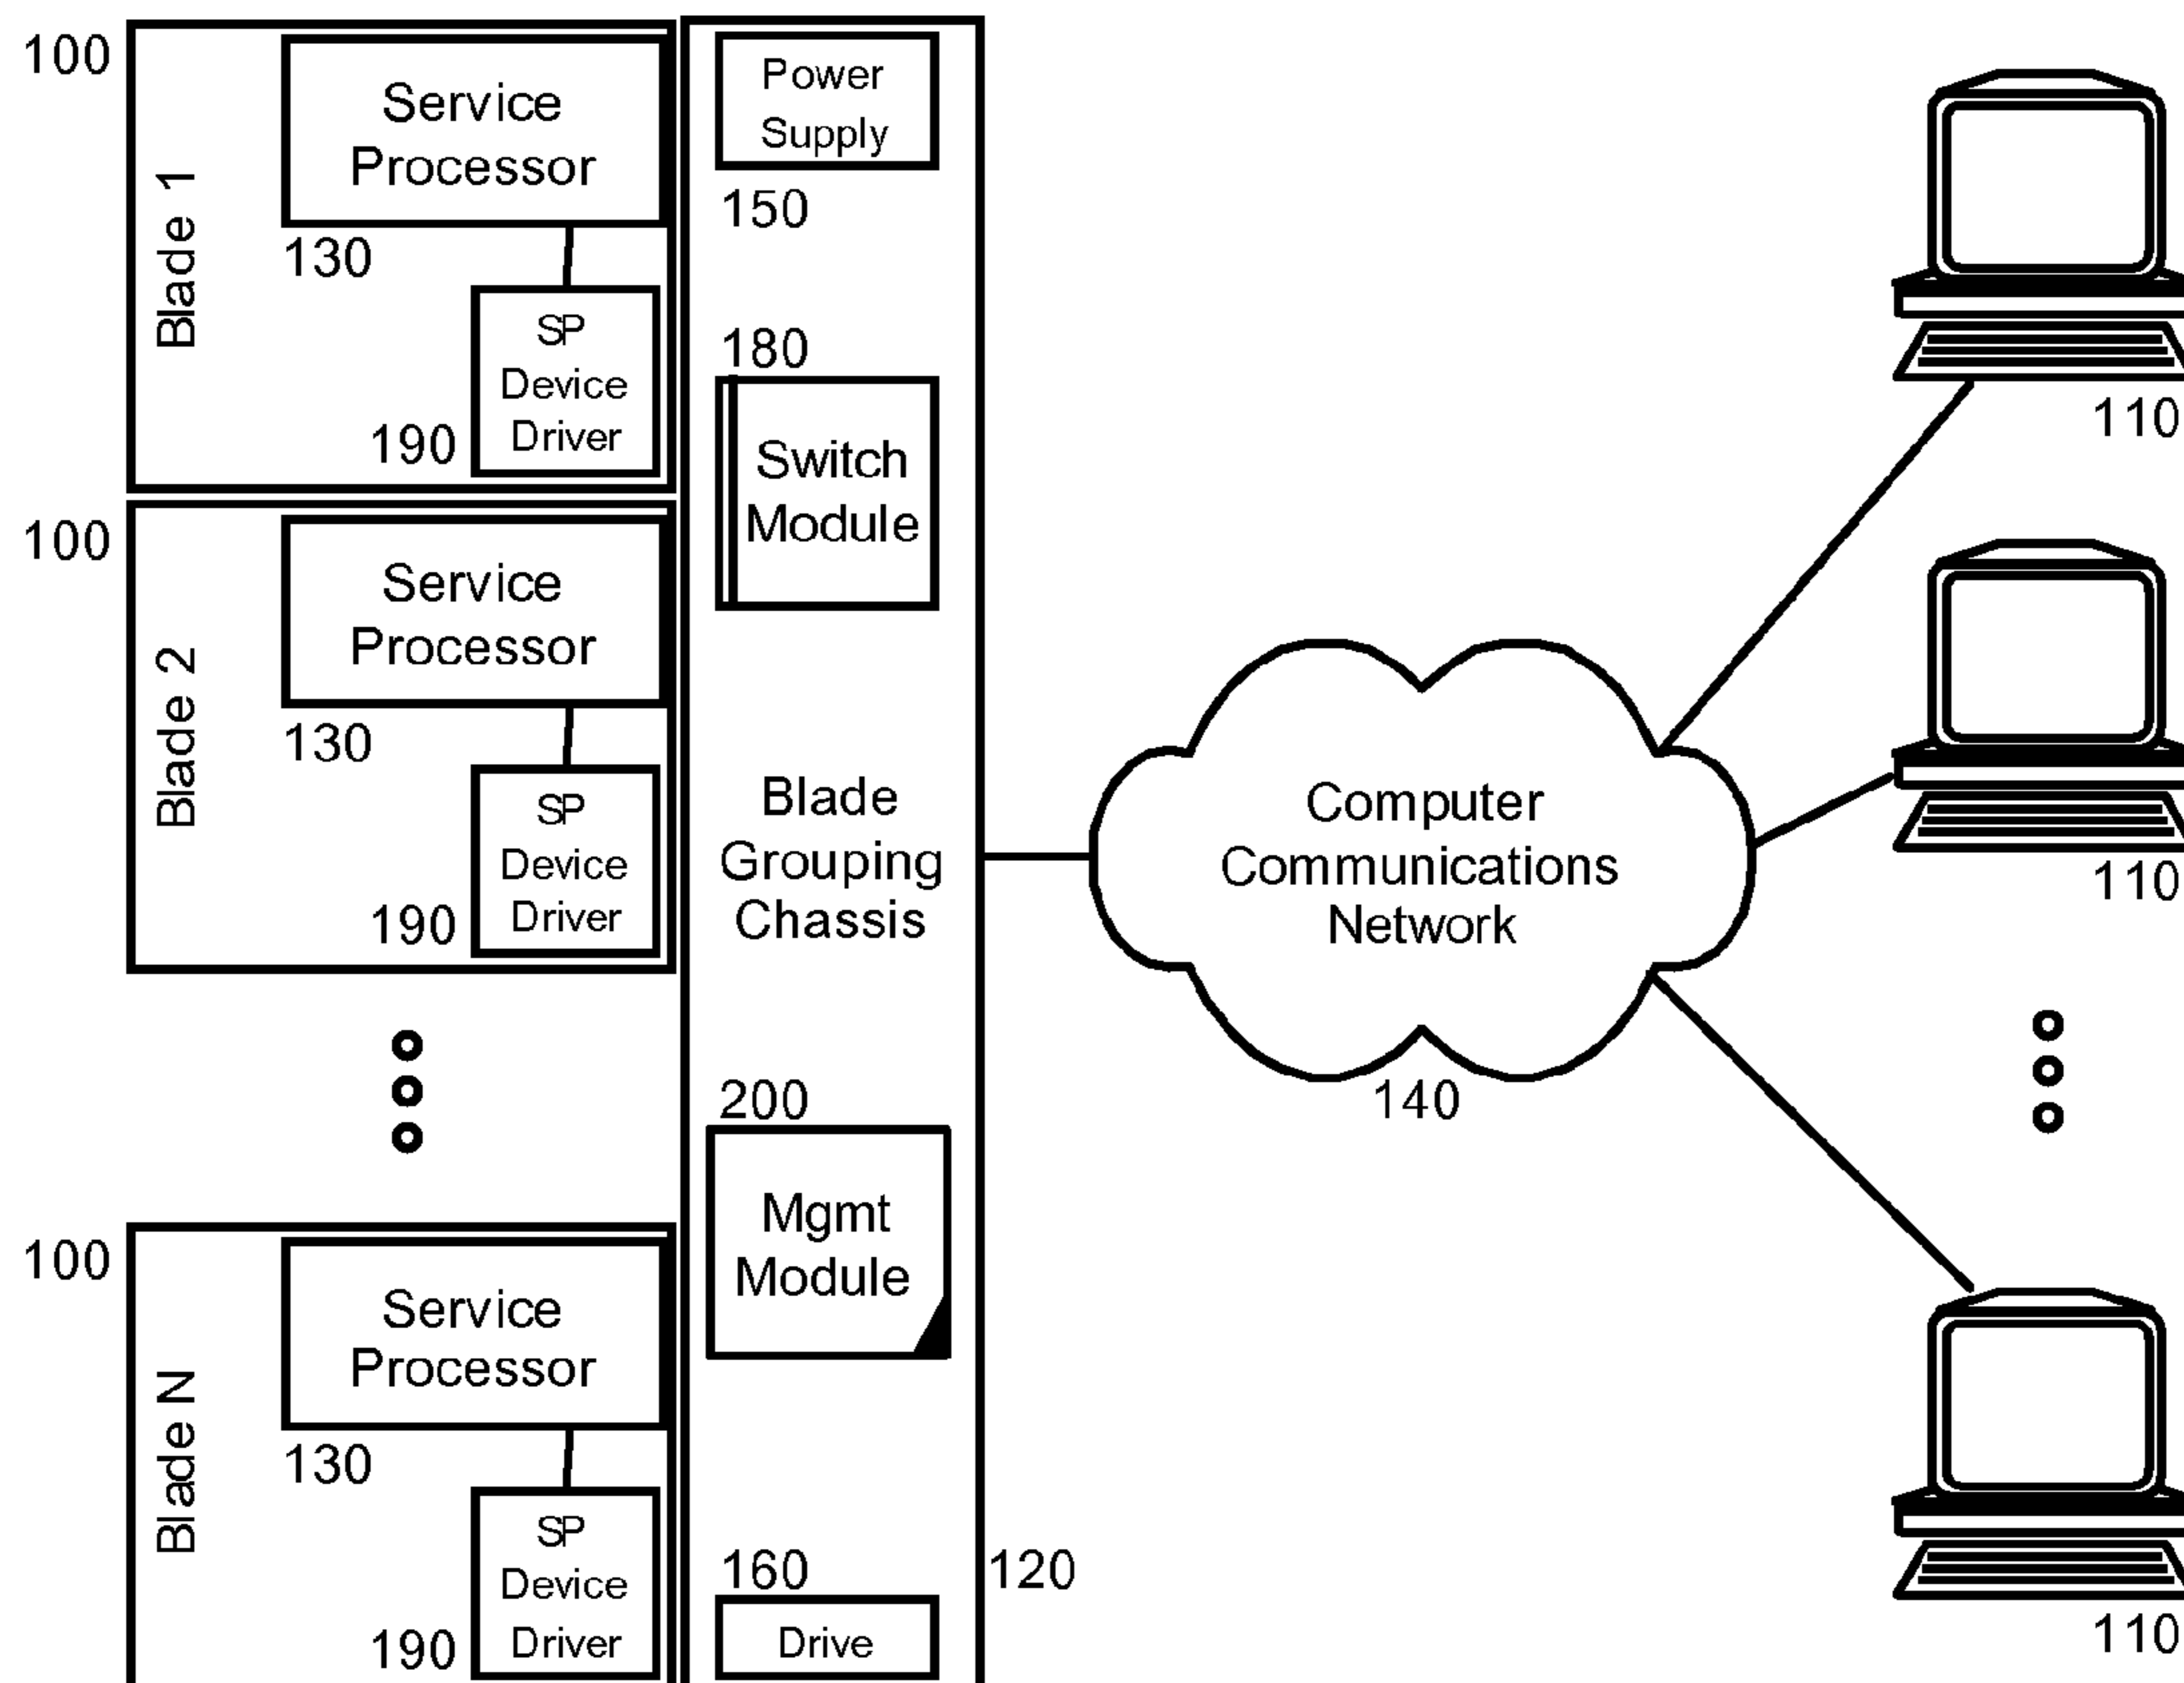 100
Blade 1
Service
Processor
130
SP
Device
Driver
190
100
Blade 2
Service
Processor
130
SP
Device
Driver
190
100
Blade N
Service
Processor
130
SP
Device
Driver
190
Power
Supply
150
180
Switch
Module
Blade
Grouping
Chassis
200
Mgmt
Module
160
Drive
120
Computer
Communications
Network
140
110
110
110